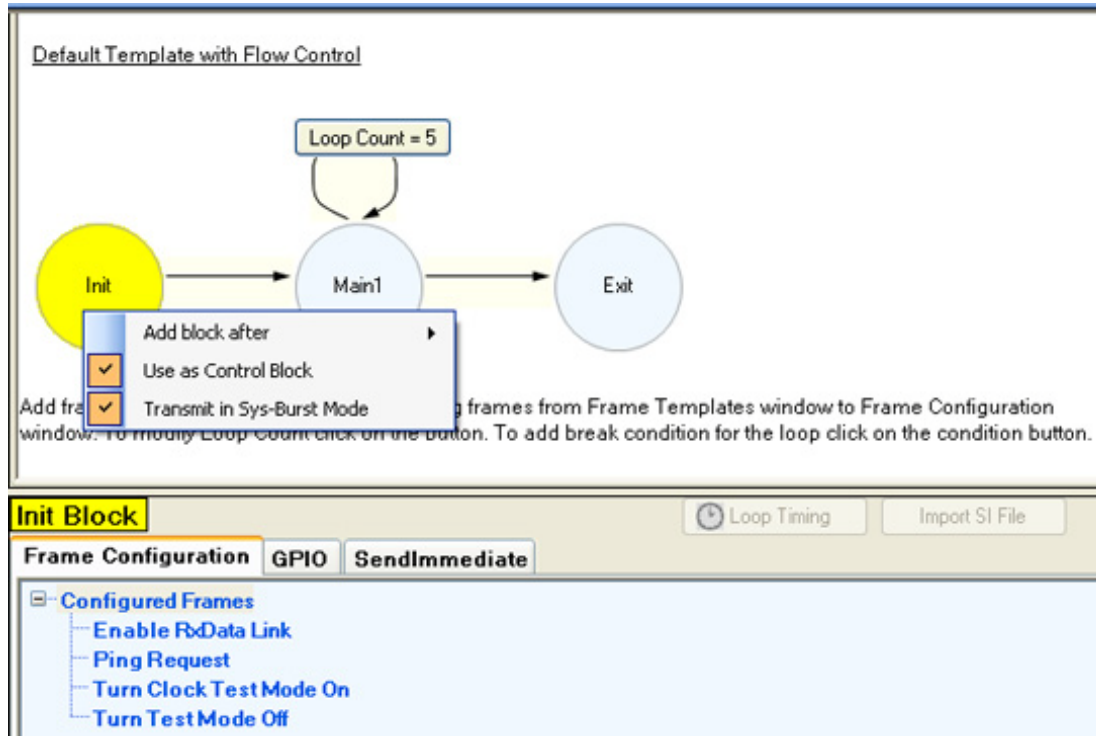 Default Template with Flow Control
Loop Count = 5
Init
Main1
Exit
Add block after
Use as Control Block
Transmit in Sys-Burst Mode
Add fra g frames from Frame Templates window to Frame Configuration
window. To modify Loop Count click on the button. To add break condition for the loop click on the condition button.
Init Block
Loop Timing
Import SI File
Frame Configuration
GPIO
SendImmediate
Configured Frames
Enable RxData Link
Ping Request
Turn Clock Test Mode On
Turn Test Mode Off